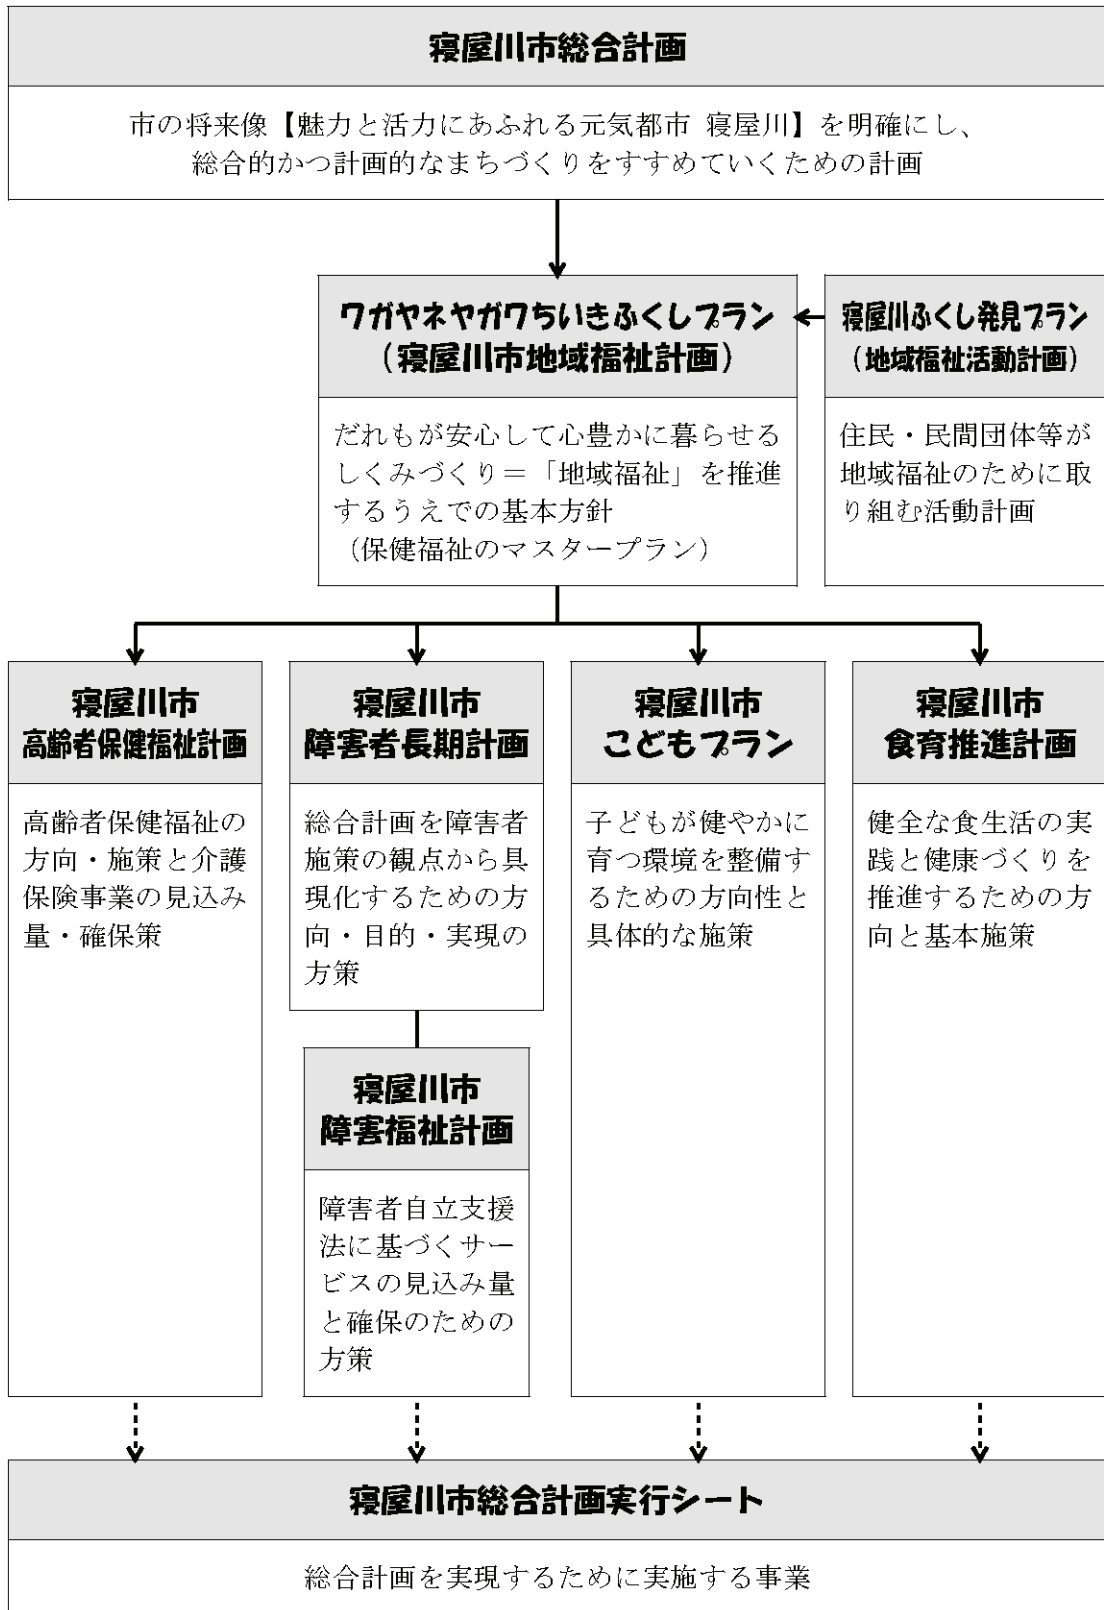 寝屋川市総合計画
市の将来像【魅力と活力にあふれる元気都市 寝屋川】を明確にし、
総合的かつ計画的なまちづくりをすすめていくための計画
ワガヤネヤガワちいきふくしプラン
（寝屋川市地域福祉計画）
だれもが安心して心豊かに暮らせる
しくみづくり＝「地域福祉」を推進
するうえでの基本方針
（保健福祉のマスタープラン）
寝屋川ふくし発見プラン
（地域福祉活動計画）
住民・民間団体等が
地域福祉のために取
り組む活動計画
寝屋川市
高齢者保健福祉計画
高齢者保健福祉の
方向・施策と介護
保険事業の見込み
量・確保策
寝屋川市
障害者長期計画
総合計画を障害者
施策の観点から具
現化するための方
向・目的・実現の
方策
寝屋川市
障害福祉計画
障害者自立支援
法に基づくサー
ビスの見込み量
と確保のための
方策
寝屋川市
こどもプラン
子どもが健やかに
育つ環境を整備す
るための方向性と
具体的な施策
寝屋川市
食育推進計画
健全な食生活の実
践と健康づくりを
推進するための方
向と基本施策
寝屋川市総合計画実行シート
総合計画を実現するために実施する事業